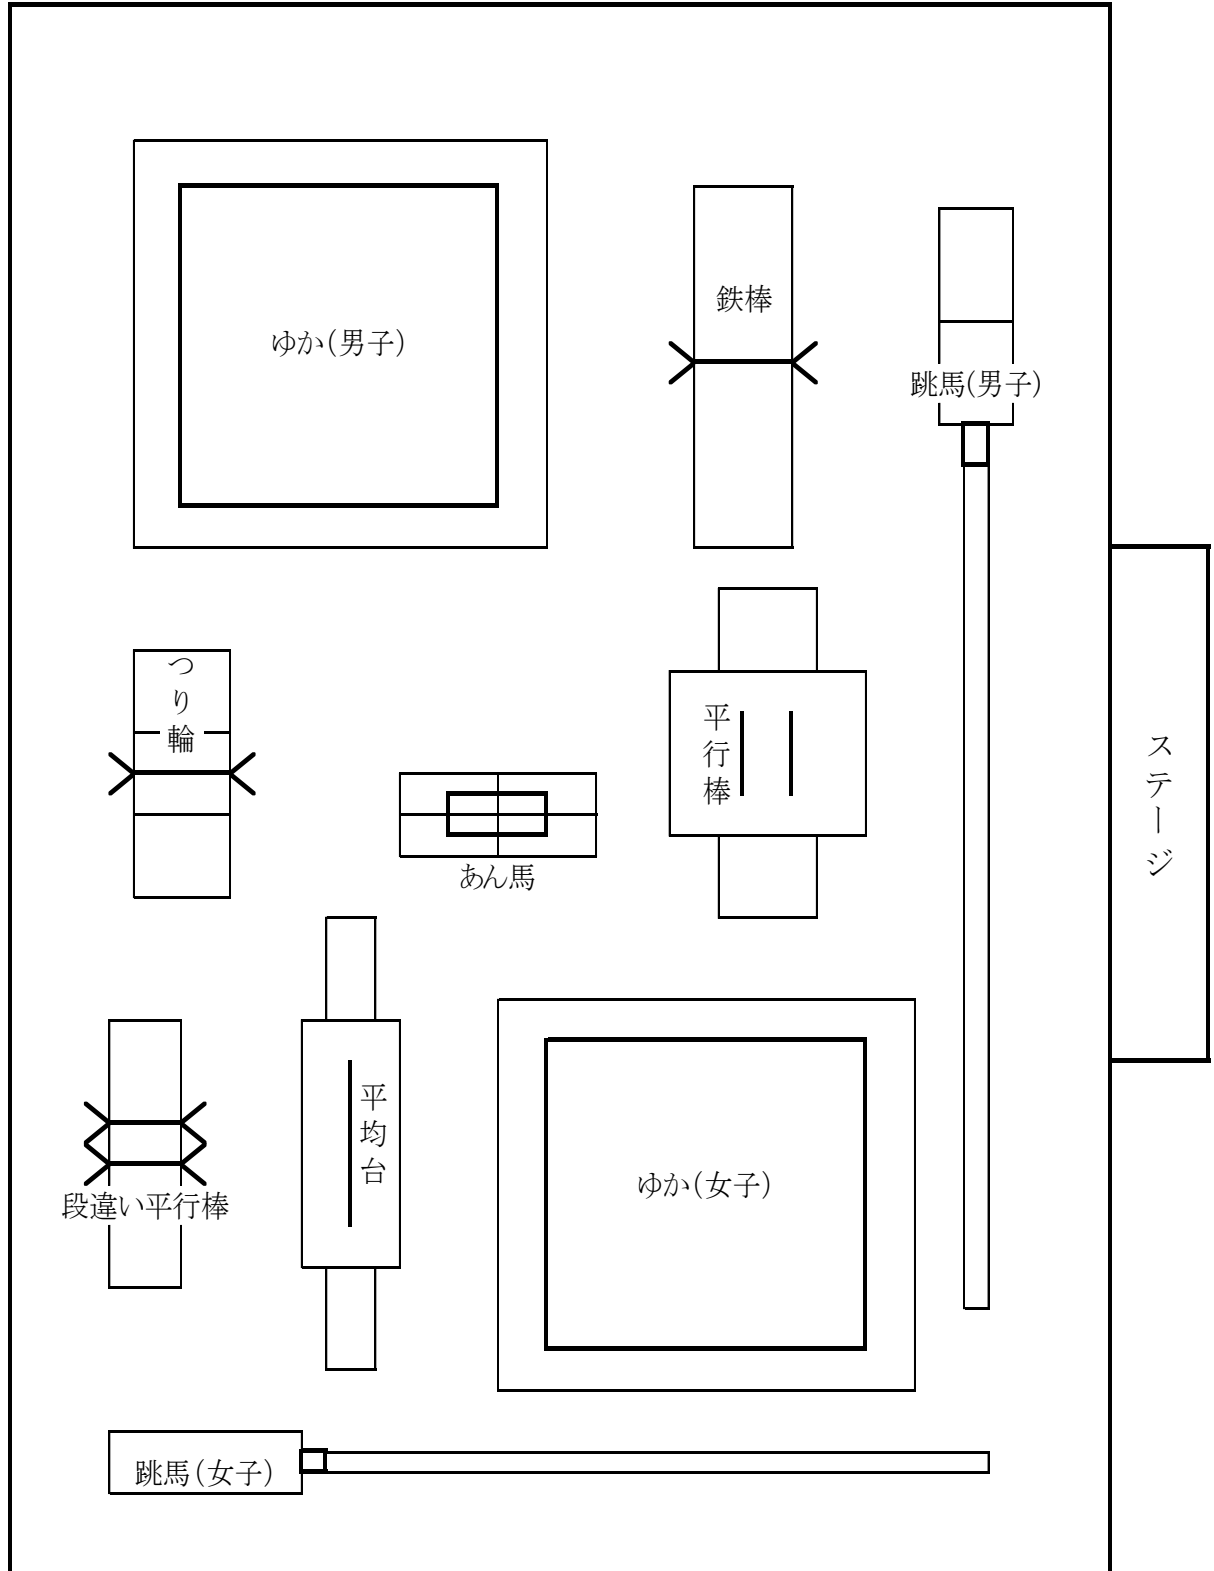 鉄棒
ゆか(男子)
跳馬(男子)
つり輪
平行棒
ステージ
あん馬
平均台
ゆか(女子)
段違い平行棒
跳馬(女子)